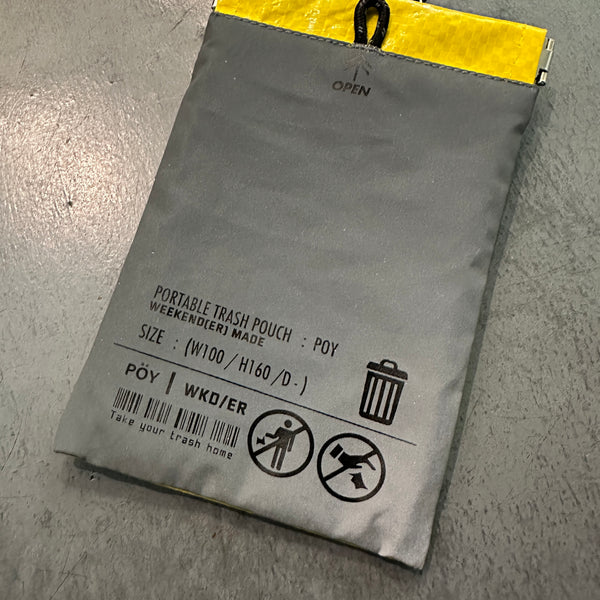 OPEN
PORTABLE TRASH POUCH : POY
WEEKEND(ER) MADE
SIZE : (W100 / H160 / D - )
PÖY | WKD/ER
Take your trash home